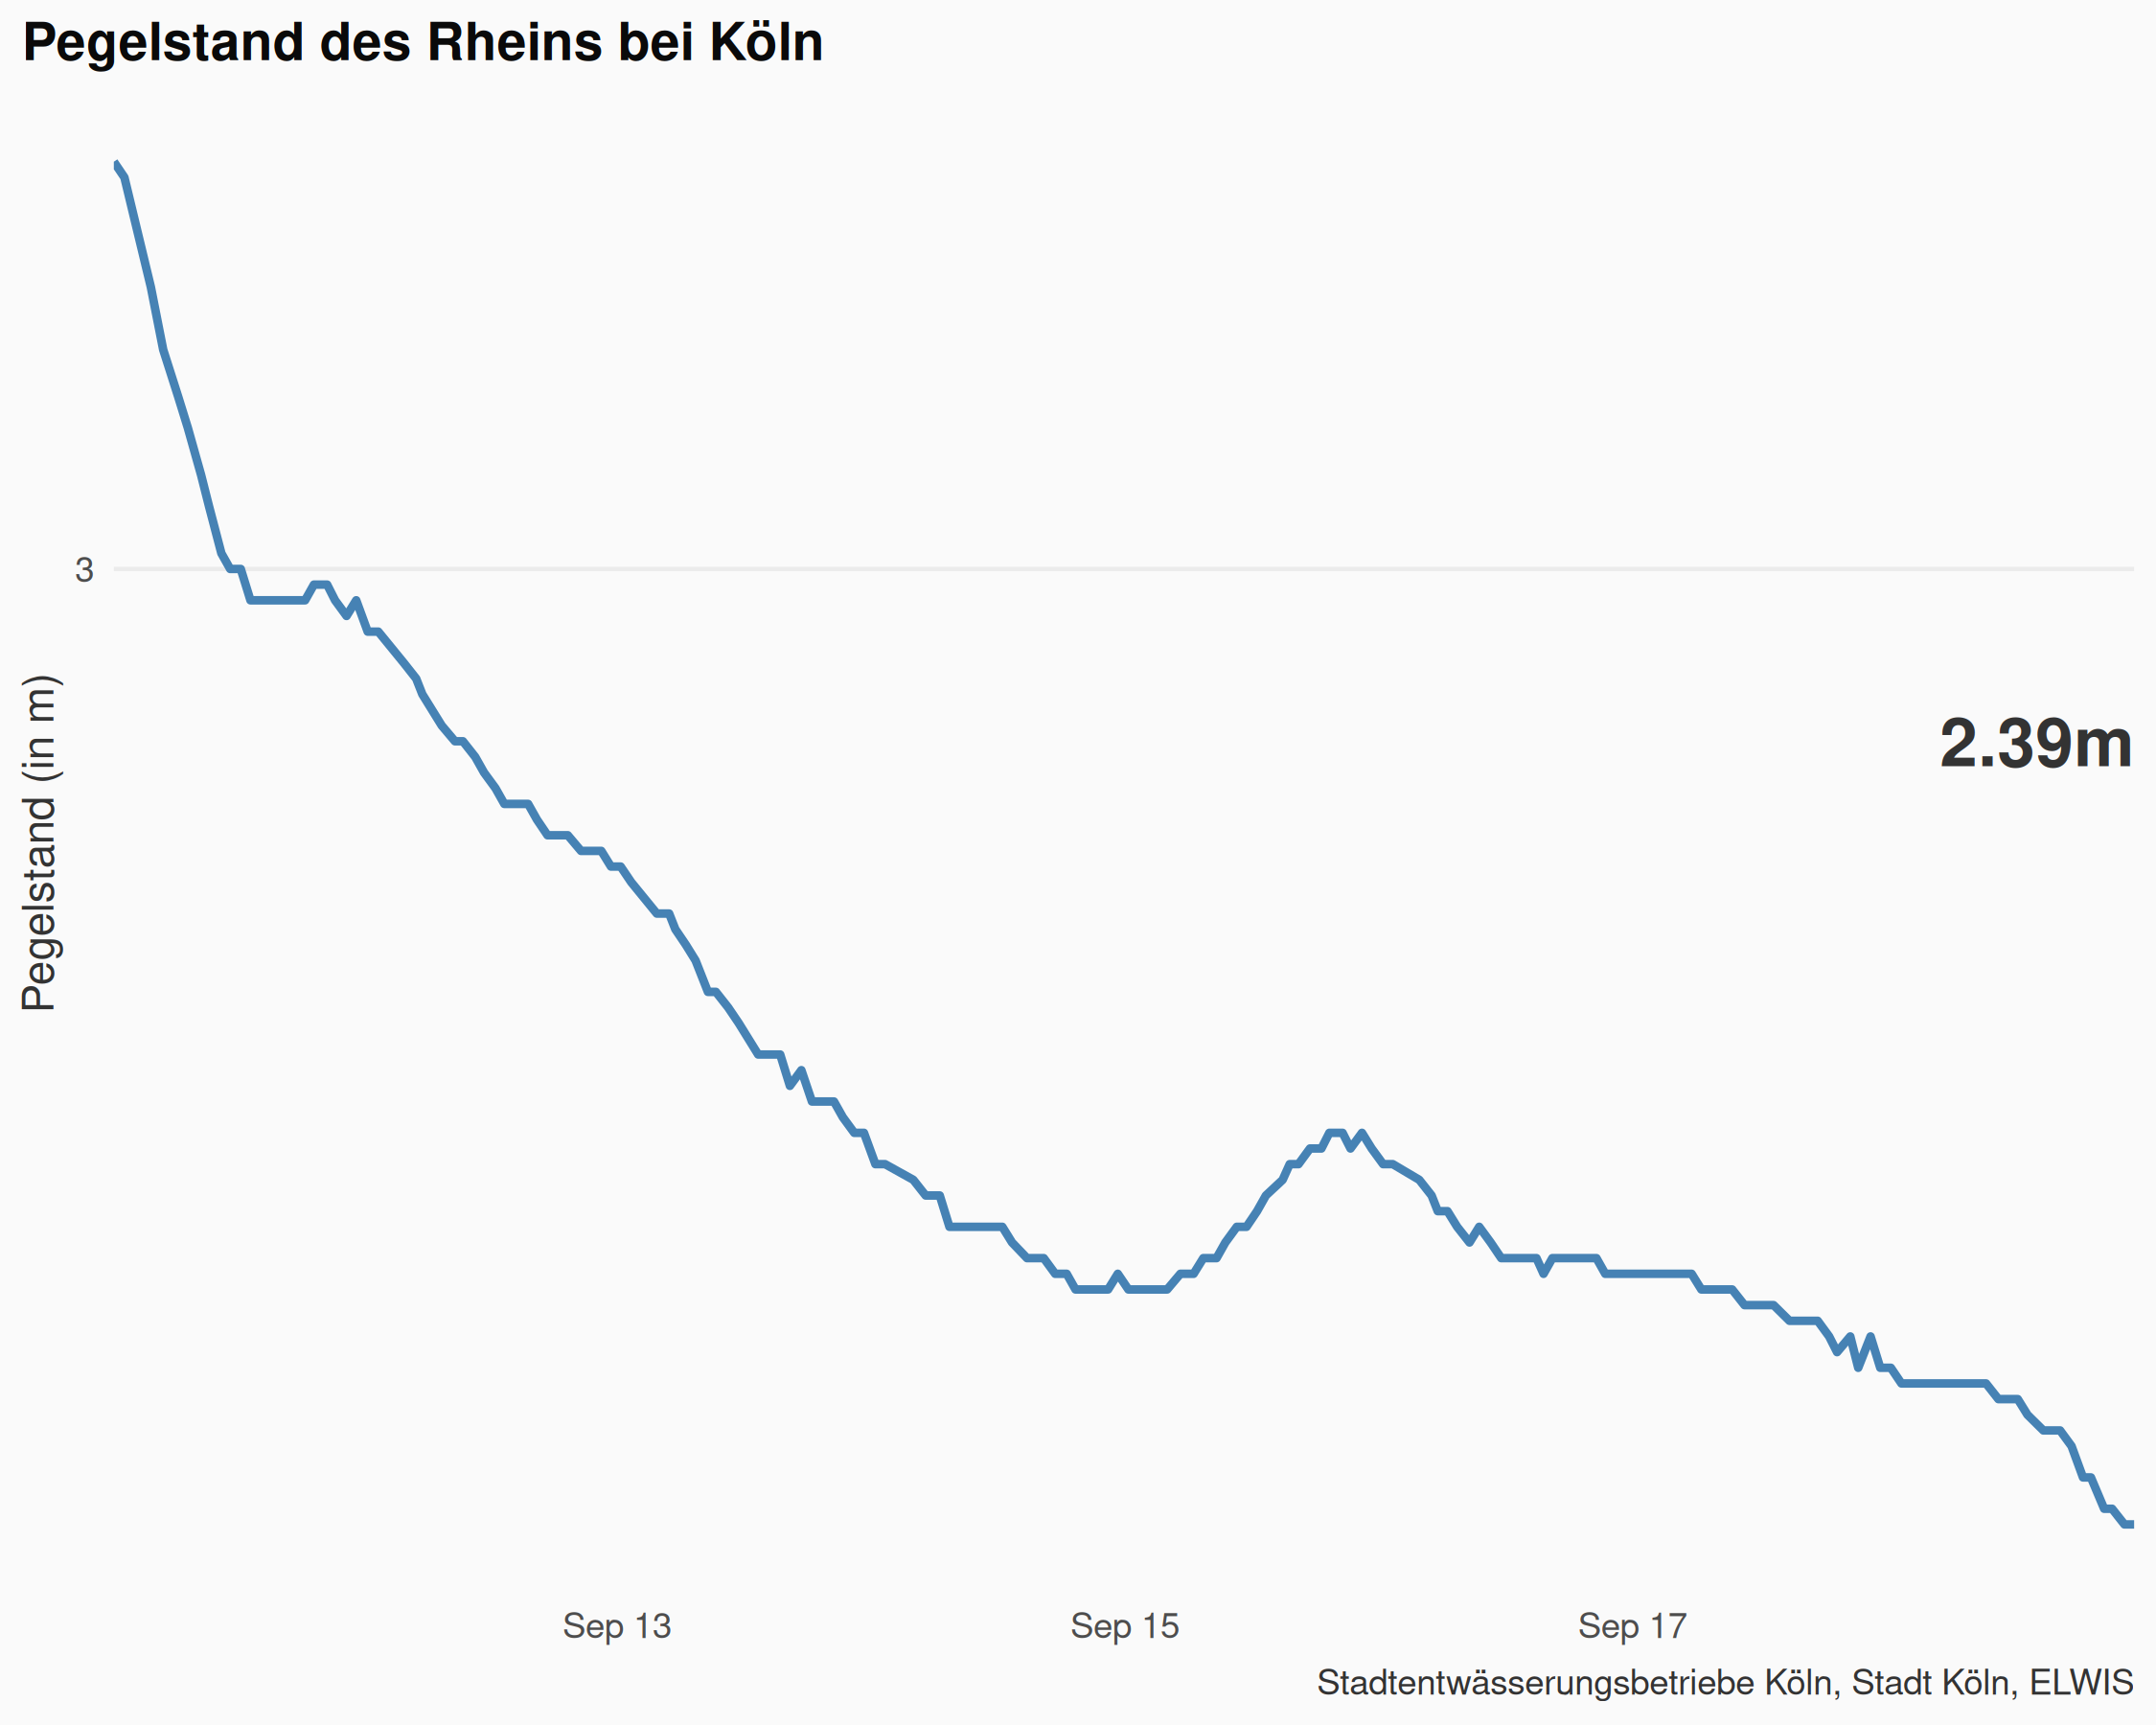 Pegelstand des Rheins bei Köln
3
Pegelstand (in m)
2.39m
Sep 13
Sep 15
Sep 17
Stadtentwässerungsbetriebe Köln, Stadt Köln, ELWIS